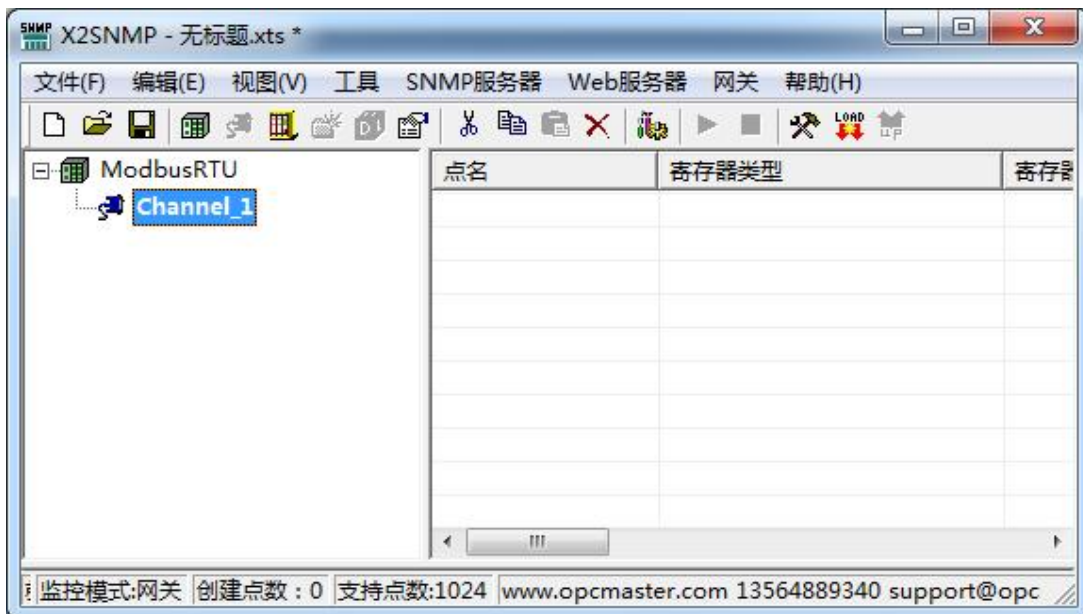 X2SNMP - 无标题.xts *
文件(F) 编辑(E) 视图(V) 工具 SNMP服务器 Web服务器 网关 帮助(H)
ModbusRTU
Channel_1
点名 寄存器类型 寄存器
监控模式:网关 创建点数：0 支持点数:1024 www.opcmaster.com 13564889340 support@opc